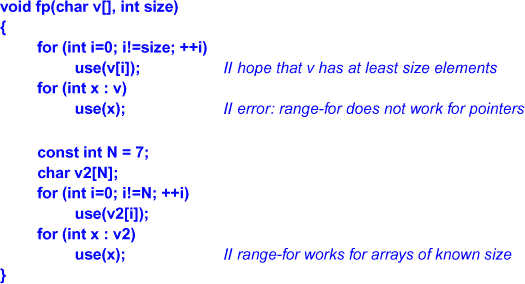 void fp(char v[], int size)
{
for (int i=0; i!=size; ++i)
use(v[i]); // hope that v has at least size elements
for (int x : v)
use(x); // error: range-for does not work for pointers
const int N = 7;
char v2[N];
for (int i=0; i!=N; ++i)
use(v2[i]);
for (int x : v2)
use(x); // range-for works for arrays of known size
}